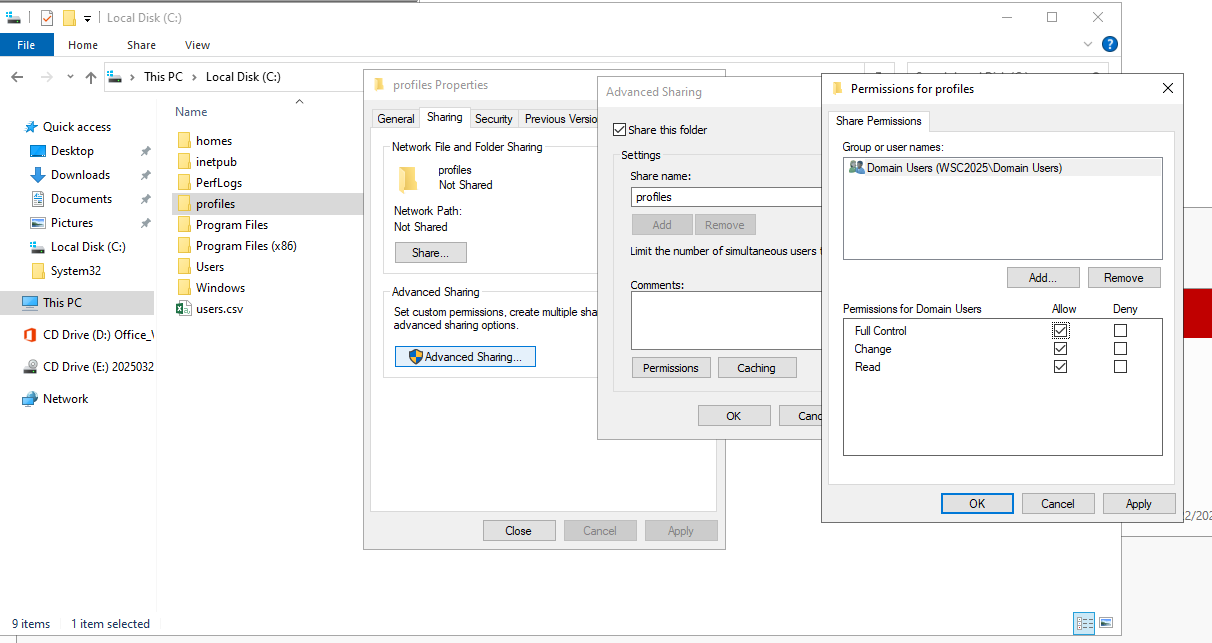 Local Disk (C:)
File Home Share View
This PC Local Disk (C:)
Quick access
Desktop
Downloads
Documents
Pictures
Local Disk (C:)
System32
This PC
CD Drive (D:) Office_
CD Drive (E:) 2025032
Network
Name
homes
inetpub
PerfLogs
profiles
Program Files
Program Files (x86)
Users
Windows
users.csv
9 items 1 item selected
profiles Properties
General Sharing Security Previous Versio
Network File and Folder Sharing
profiles
Not Shared
Network Path:
Not Shared
Share...
Advanced Sharing
Set custom permissions, create multiple sha
advanced sharing options.
Advanced Sharing...
Close Cancel Apply
Advanced Sharing
Share this folder
Settings
Share name:
profiles
Add Remove
Limit the number of simultaneous users
Comments:
Permissions Caching
OK Canc
Permissions for profiles
Share Permissions
Group or user names:
Domain Users (WSC2025\Domain Users)
Add... Remove
Permissions for Domain Users Allow Deny
Full Control
Change
Read
OK Cancel Apply
2/202